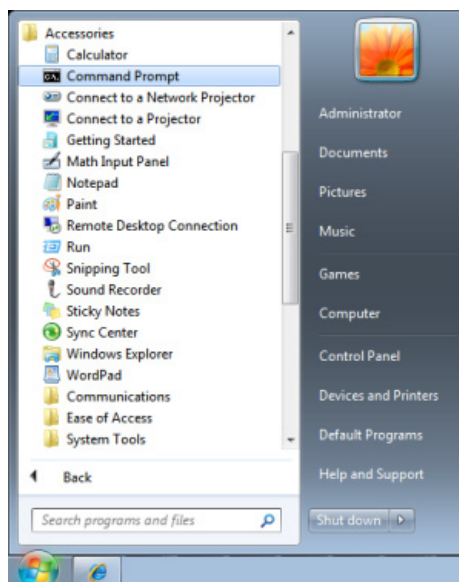 Accessories
Calculator
Command Prompt
Connect to a Network Projector
Connect to a Projector
Getting Started
Math Input Panel
Notepad
Paint
Remote Desktop Connection
Run
Snipping Tool
Sound Recorder
Sticky Notes
Sync Center
Windows Explorer
WordPad
Communications
Ease of Access
System Tools
Back
Search programs and files
Administrator
Documents
Pictures
Music
Games
Computer
Control Panel
Devices and Printers
Default Programs
Help and Support
Shut down